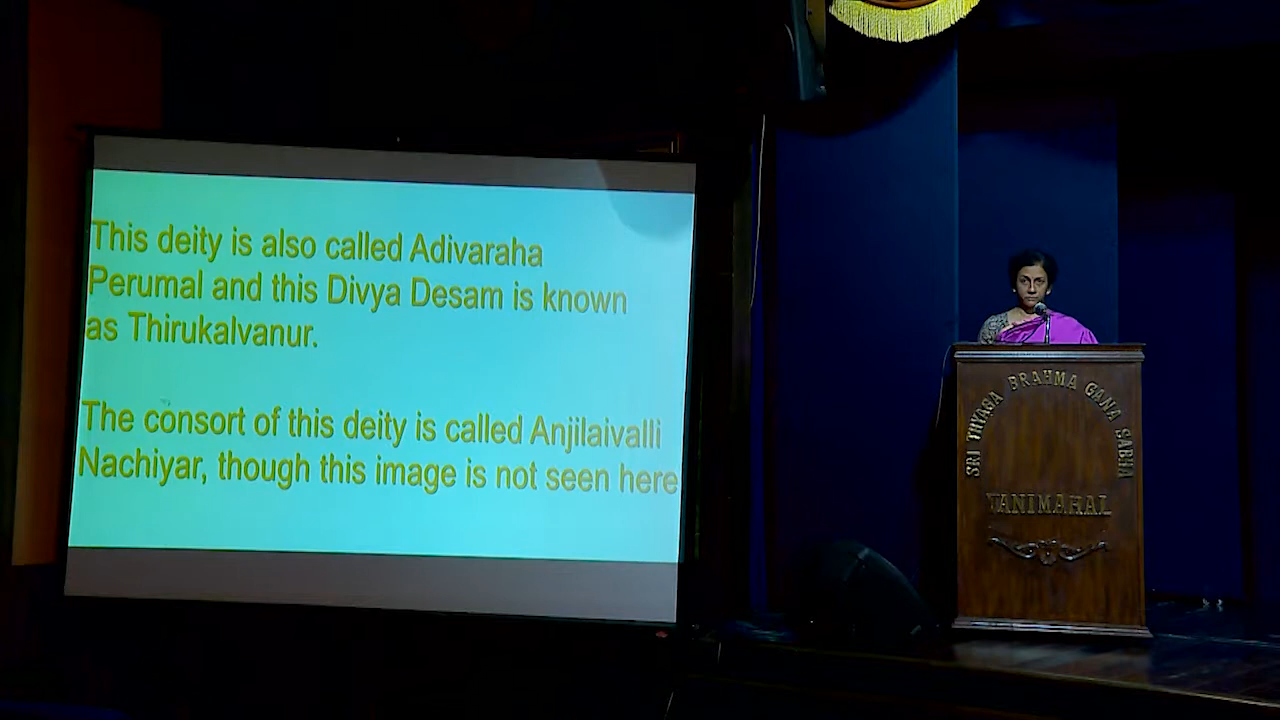 This deity is also called Adivaraha
Perumal and this Divya Desam is known
as Thirukalvanur.
The consort of this deity is called Anjilaivalli
Nachiyar, though this image is not seen here
SRI THYAGA BRAHMA GANA SABHA
VANIMAHAL